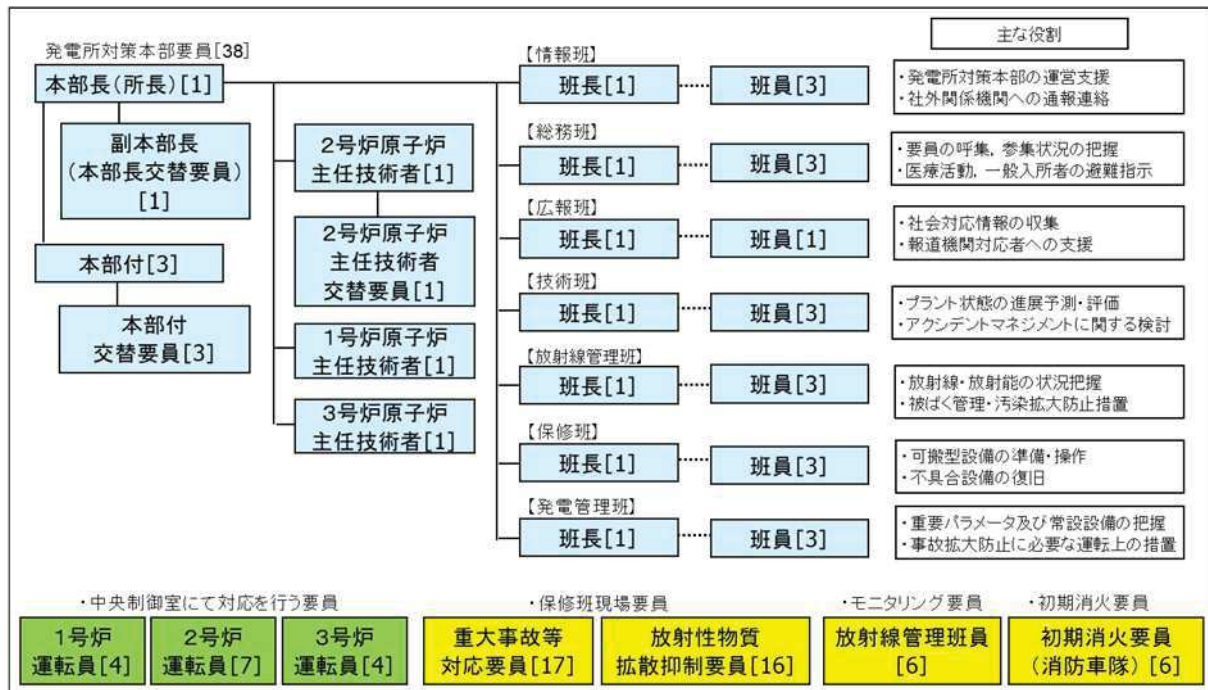 発電所対策本部要員[38]
本部長(所長)[1]
副本部長
(本部長交替要員)
[1]
本部付[3]
本部付
交替要員[3]
2号炉原子炉
主任技術者[1]
2号炉原子炉
主任技術者
交替要員[1]
1号炉原子炉
主任技術者[1]
3号炉原子炉
主任技術者[1]
主な役割
【情報班】
班長[1]
班員[3]
・発電所対策本部の運営支援
・社外関係機関への通報連絡
【総務班】
班長[1]
班員[3]
・要員の呼集,参集状況の把握
・医療活動,一般入所者の避難指示
【広報班】
班長[1]
班員[1]
・社会対応情報の収集
・報道機関対応者への支援
【技術班】
班長[1]
班員[3]
・プラント状態の進展予測・評価
・アクシデントマネジメントに関する検討
【放射線管理班】
班長[1]
班員[3]
・放射線・放射能の状況把握
・被ばく管理・汚染拡大防止措置
【保修班】
班長[1]
班員[3]
・可搬型設備の準備・操作
・不具合設備の復旧
【発電管理班】
班長[1]
班員[3]
・重要パラメータ及び常設設備の把握
・事故拡大防止に必要な運転上の措置
・中央制御室にて対応を行う要員
1号炉
運転員[4]
2号炉
運転員[7]
3号炉
運転員[4]
・保修班現場要員
重大事故等
対応要員[17]
放射性物質
拡散抑制要員[16]
・モニタリング要員
放射線管理班員
[6]
・初期消火要員
初期消火要員
(消防車隊)[6]